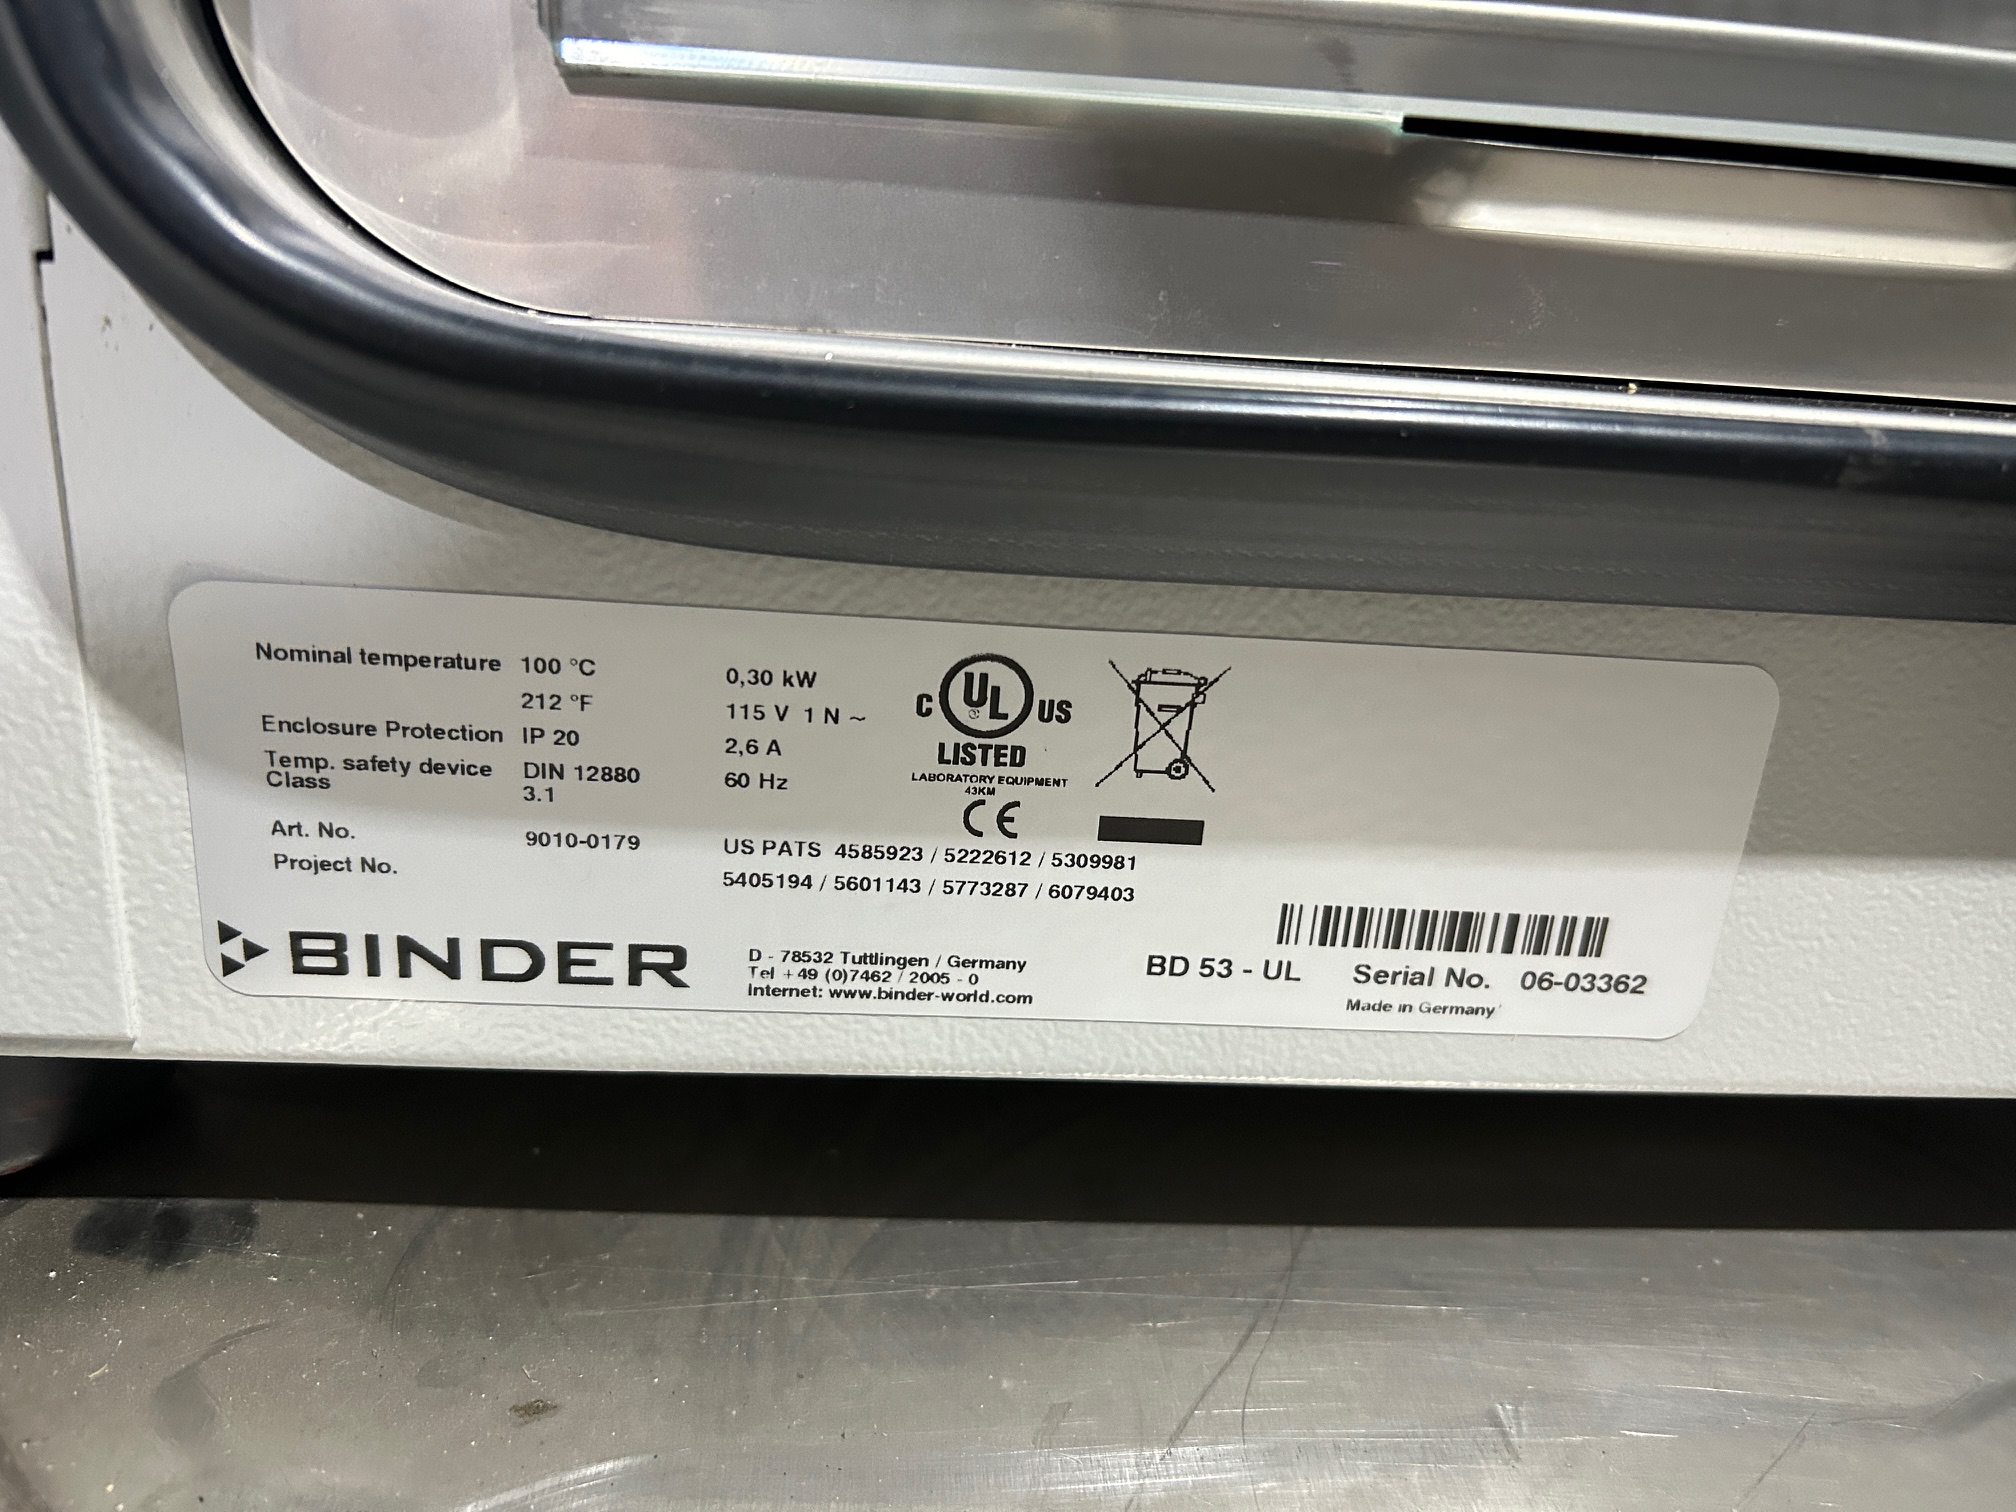 Nominal temperature 100 °C
212 °F
Enclosure Protection IP 20
Temp. safety device DIN 12880
Class 3.1
Art. No. 9010-0179
Project No.
0,30 kW
115 V 1 N ~
2,6 A
60 Hz
C UL US
LISTED
LABORATORY EQUIPMENT
43KM
CE
US PATS 4585923 / 5222612 / 5309981
5405194 / 5601143 / 5773287 / 6079403
BINDER
D - 78532 Tuttlingen / Germany
Tel + 49 (0)7462 / 2005 - 0
Internet: www.binder-world.com
BD 53 - UL Serial No. 06-03362
Made in Germany